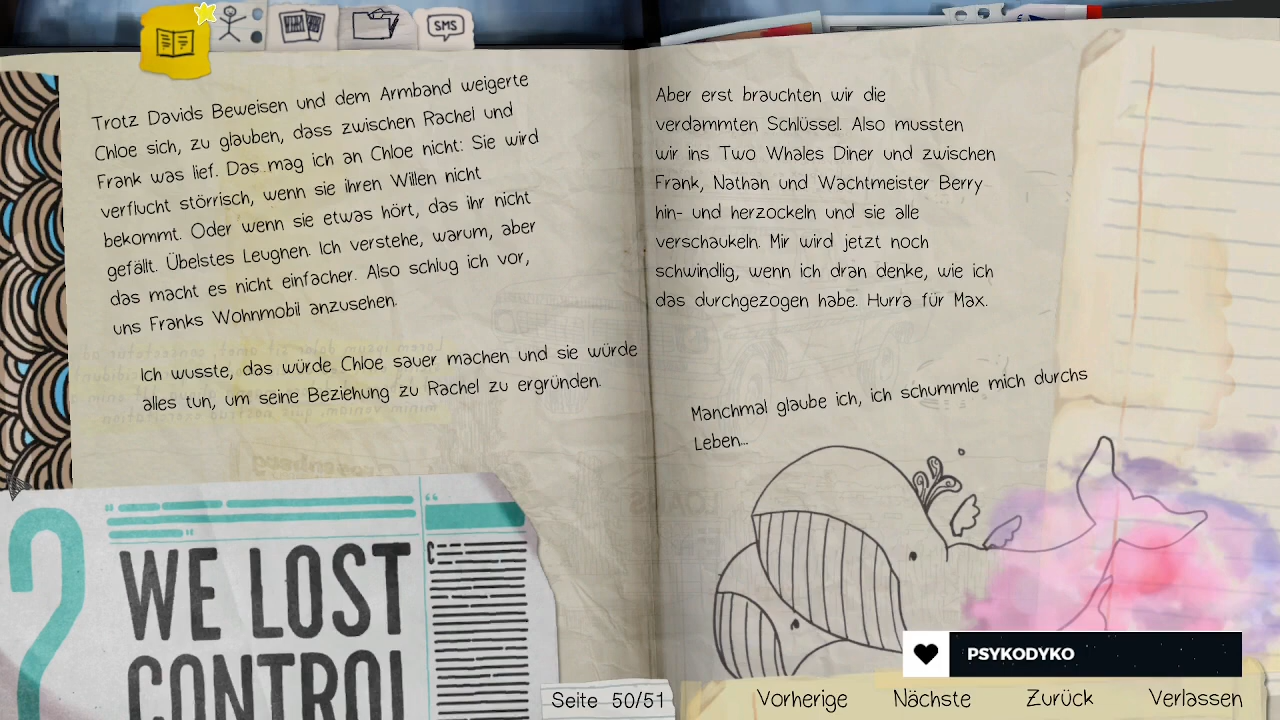 SMS
Trotz Davids Beweisen und dem Armband weigerte
Chloe sich, zu glauben, dass zwischen Rachel und
Frank was lief. Das mag ich an Chloe nicht: Sie wird
verflucht störrisch, wenn sie ihren Willen nicht
bekommt. Oder wenn sie etwas hört, das ihr nicht
gefällt. Übelstes Leugnen. Ich verstehe, warum, aber
das macht es nicht einfacher. Also schlug ich vor,
uns Franks Wohnmobil anzusehen.
Ich wusste, das würde Chloe sauer machen und sie würde
alles tun, um seine Beziehung zu Rachel zu ergründen.
?
WE LOST
CONTROL
Aber erst brauchten wir die
verdammten Schlüssel. Also mussten
wir ins Two Whales Diner und zwischen
Frank, Nathan und Wachtmeister Berry
hin- und herzockeln und sie alle
verschaukeln. Mir wird jetzt noch
schwindlig, wenn ich dran denke, wie ich
das durchgezogen habe. Hurra für Max.
Manchmal glaube ich, ich schummle mich durchs
Leben...
PSYKODYKO
Seite 50/51
Vorherige Nächste Zurück Verlassen